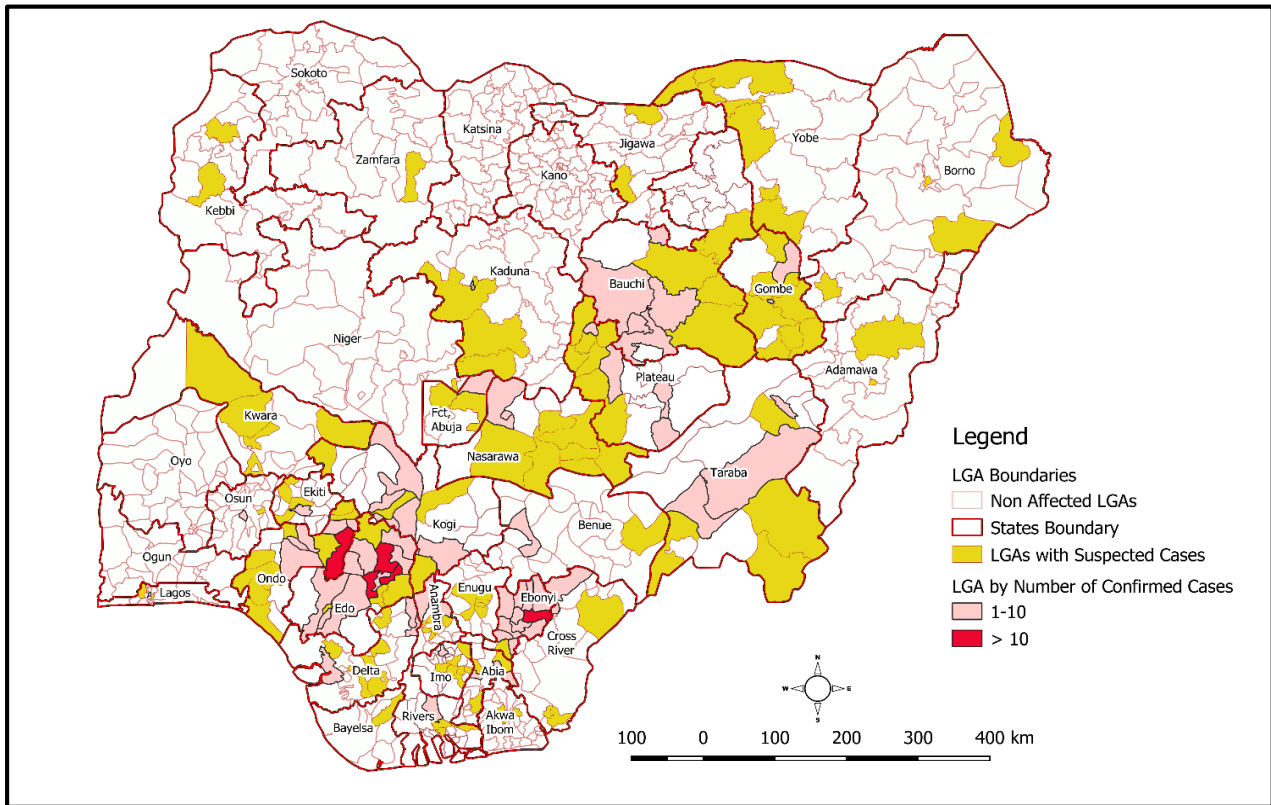 Sokoto
Katsina
Jigawa
Yobe
Zamfara
Kano
Borno
Kebbi
Kaduna
Bauchi
Gombe
Niger
Adamawa
Plateau
Fct,
Abuja
Kwara
Nasarawa
Oyo
Taraba
Ekiti
Osun
Kogi
Benue
Ogun
Ondo
Lagos
Edo
Anambra
Enugu
Ebonyi
Cross
River
Delta
Imo
Abia
Bayelsa
Rivers
Akwa
Ibom
Legend
LGA Boundaries
Non Affected LGAs
States Boundary
LGAs with Suspected Cases
LGA by Number of Confirmed Cases
1-10
> 10
N
W
E
S
100 0 100 200 300 400 km